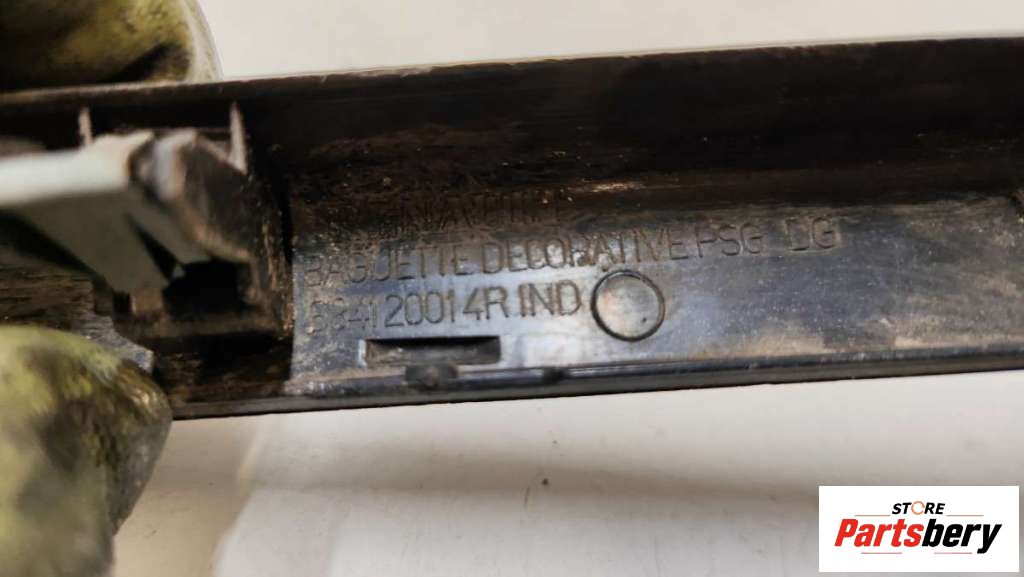 BAGUETTE DECORATIVE PSG DG
684120014R IND
STORE
Partsbery